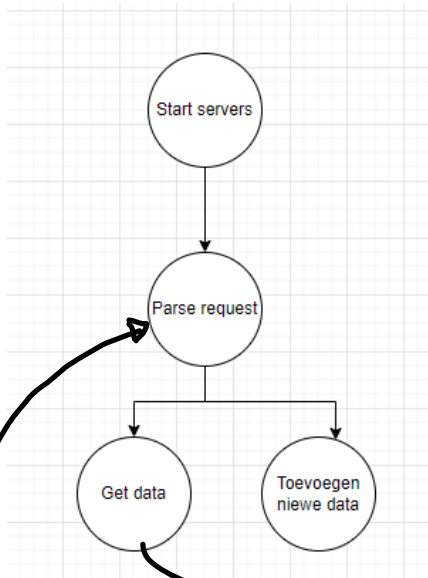 Start servers
Parse request
Get data
Toevoegen
niewe data